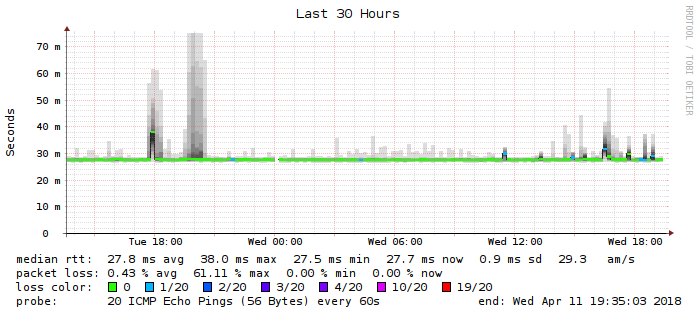 Last 30 Hours
RRDTOOL / TOBI OETIKER
Seconds
70 m
60 m
50 m
40 m
30 m
20 m
10 m
0
Tue 18:00 Wed 00:00 Wed 06:00 Wed 12:00 Wed 18:00
median rtt: 27.8 ms avg 38.0 ms max 27.5 ms min 27.7 ms now 0.9 ms sd 29.3 am/s
packet loss: 0.43 % avg 61.11 % max 0.00 % min 0.00 % now
loss color: 0 1/20 2/20 3/20 4/20 10/20 19/20
probe: 20 ICMP Echo Pings (56 Bytes) every 60s end: Wed Apr 11 19:35:03 2018